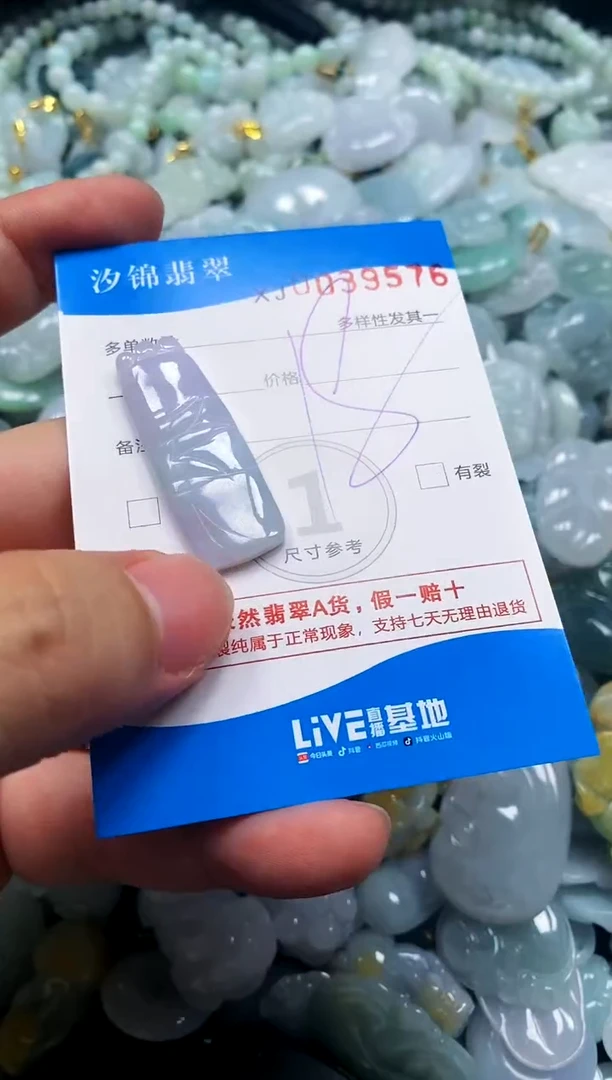 汐锦翡翠
XJ0039576
多单数量
多样性发其一
价格
备注
有裂
1
尺寸参考
天然翡翠A货，假一赔十
裂纯属于正常现象，支持七天无理由退货
LiVE直播基地
今日头条 抖音 西瓜视频 抖音火山版